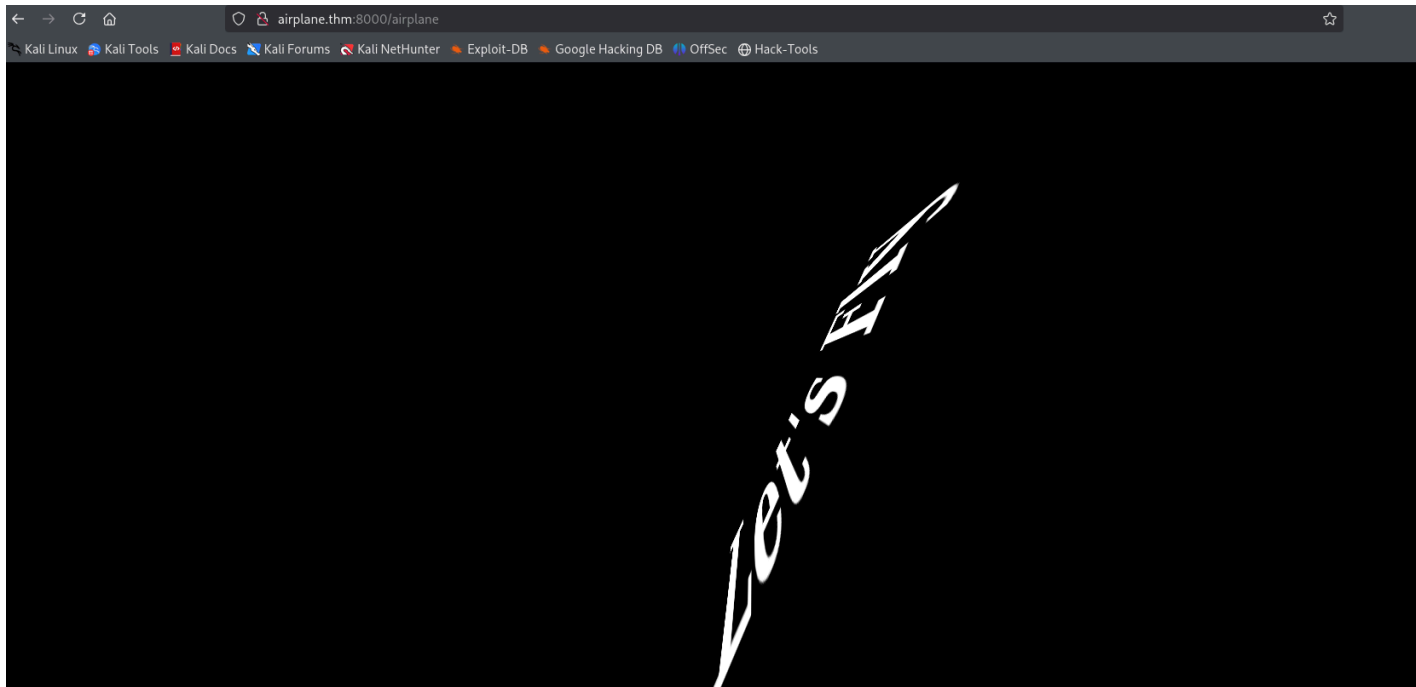 airplane.thm:8000/airplane
Kali Linux Kali Tools Kali Docs Kali Forums Kali NetHunter Exploit-DB Google Hacking DB OffSec Hack-Tools
Let's Fly